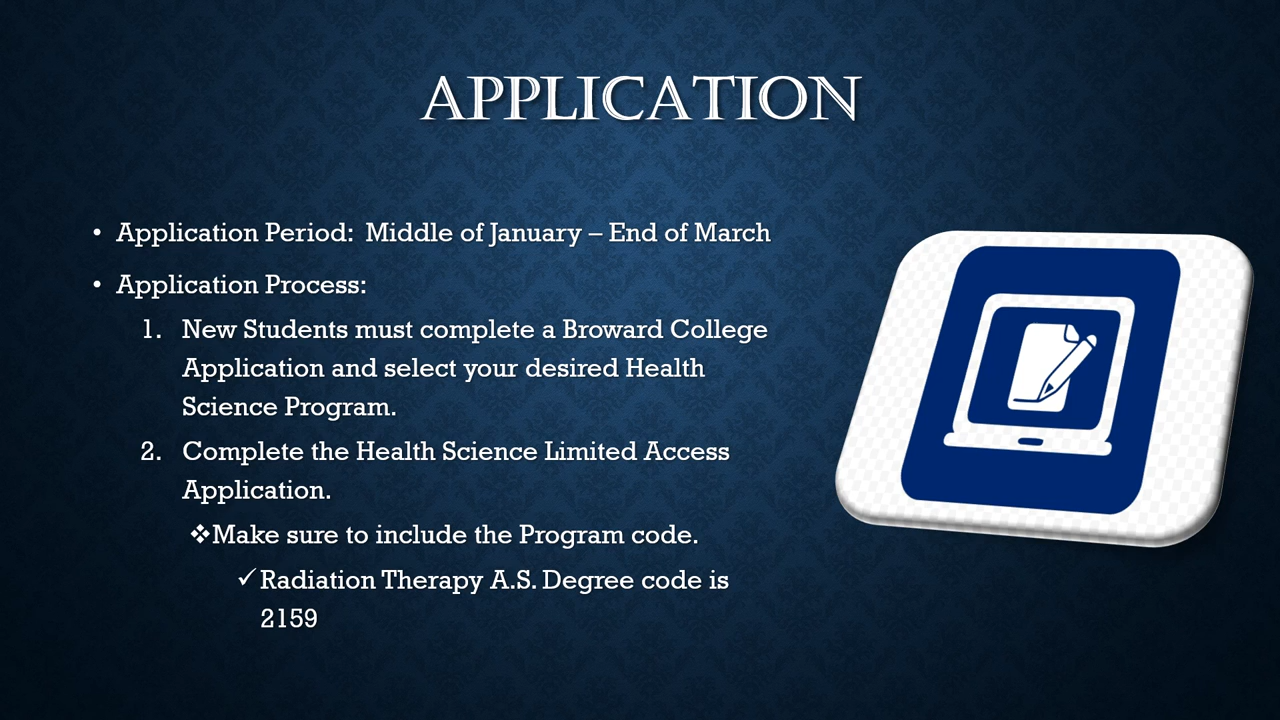 APPLICATION
• Application Period: Middle of January – End of March
• Application Process:
1. New Students must complete a Broward College
Application and select your desired Health
Science Program.
2. Complete the Health Science Limited Access
Application.
❖Make sure to include the Program code.
✓Radiation Therapy A.S. Degree code is
2159